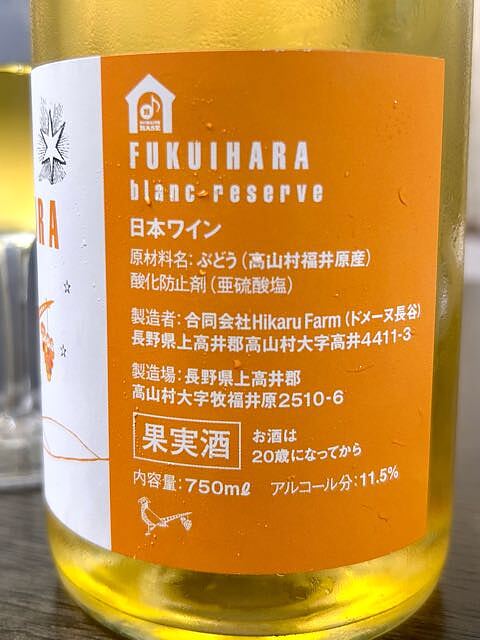 RA
FUKUIHARA
blanc reserve
日本ワイン
原材料名：ぶどう（高山村福井原産）
酸化防止剤（亜硫酸塩）
製造者：合同会社Hikaru Farm（ドメーヌ長谷）
長野県上高井郡高山村大字高井4411-3
製造場：長野県上高井郡
高山村大字牧福井原2510-6
果実酒
お酒は
20歳になってから
内容量：750mℓ アルコール分：11.5%